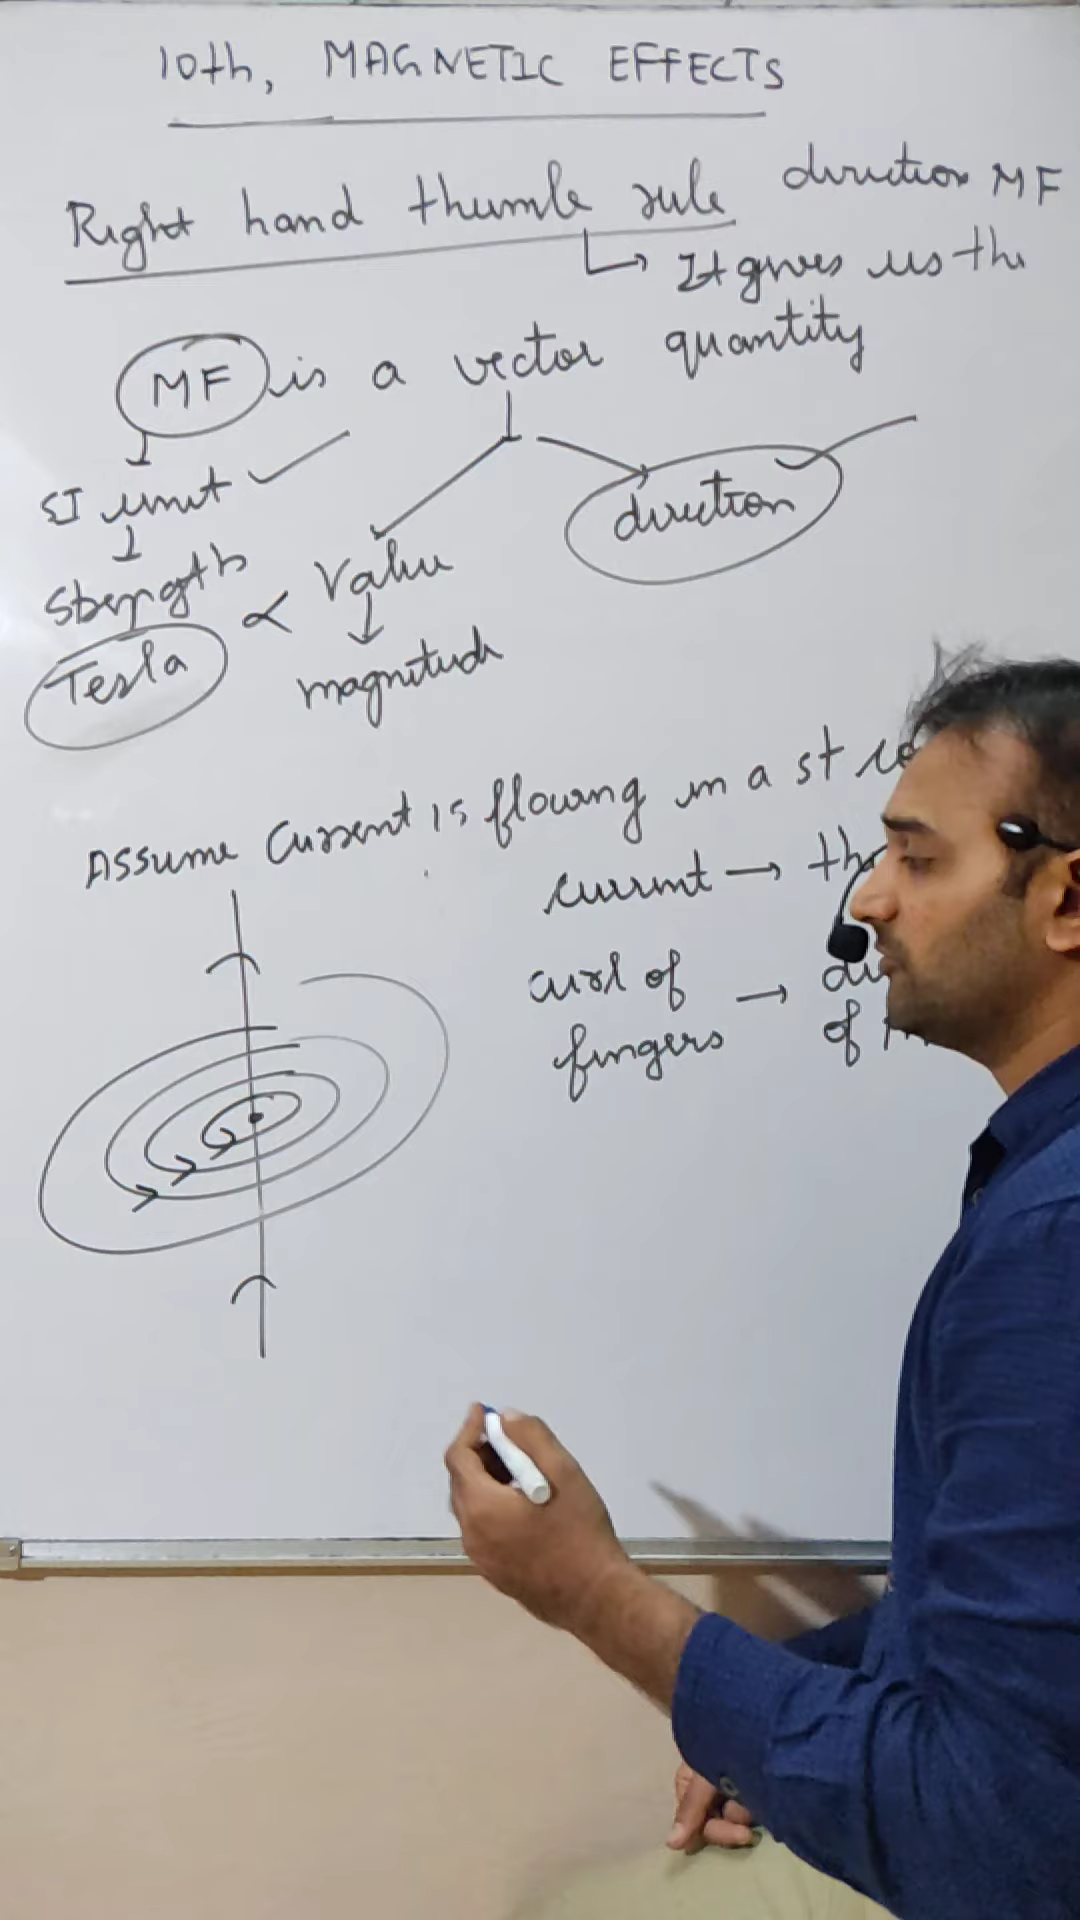 10th, MAGNETIC EFFECTS
Right hand thumb rule direction MF
It gives us the
MF is a vector quantity
SI unit
direction
Strength ∝ Value
Tesla
magnitude
Assume Current is flowing in a st
current →
curl of
fingers →
of